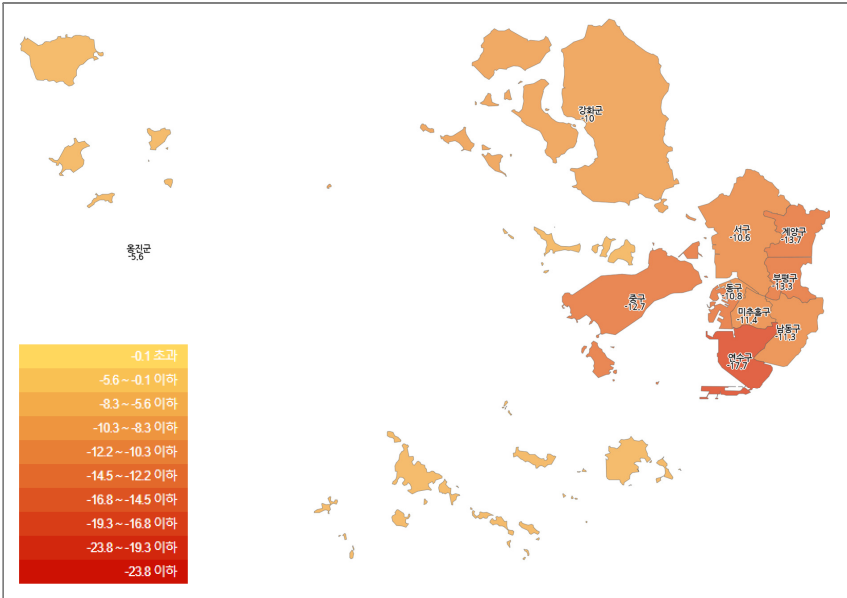 강화군
-10
서구
-10.6
계양구
-13.7
옹진군
-5.6
부평구
-13.3
동구
-10.8
중구
-12.7
미추홀구
-11.4
남동구
-11.3
연수구
-17.7
-0.1 초과
-5.6 ~ -0.1 이하
-8.3 ~ -5.6 이하
-10.3 ~ -8.3 이하
-12.2 ~ -10.3 이하
-14.5 ~ -12.2 이하
-16.8 ~ -14.5 이하
-19.3 ~ -16.8 이하
-23.8 ~ -19.3 이하
-23.8 이하